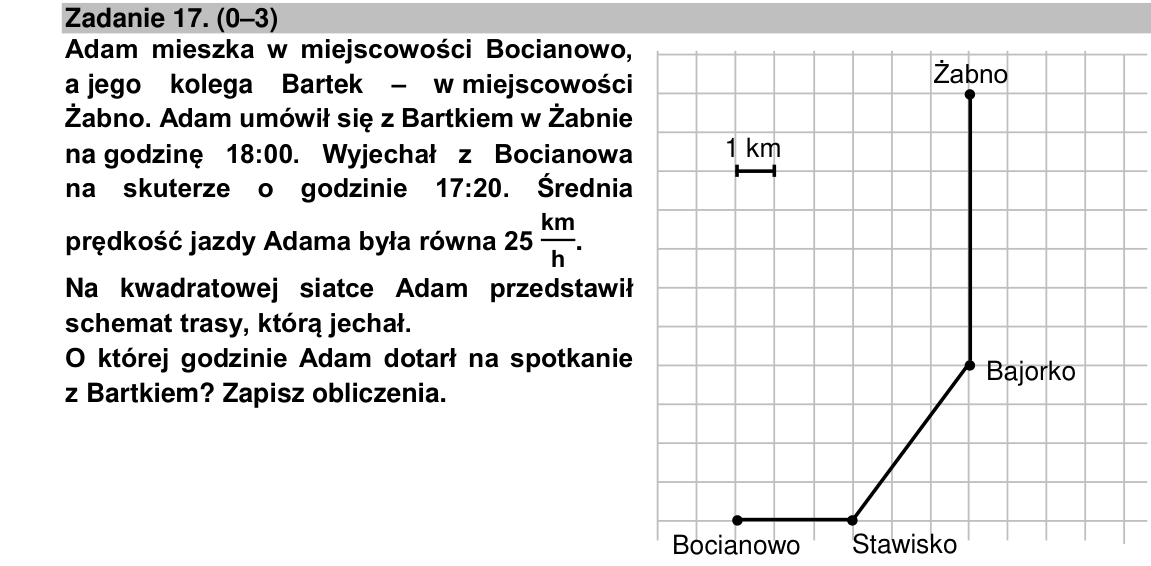 Zadanie 17. (0–3)
Adam mieszka w miejscowości Bocianowo,
a jego kolega Bartek – w miejscowości
Żabno. Adam umówił się z Bartkiem w Żabnie
na godzinę 18:00. Wyjechał z Bocianowa
na skuterze o godzinie 17:20. Średnia
prędkość jazdy Adama była równa 25 km/h.
Na kwadratowej siatce Adam przedstawił
schemat trasy, którą jechał.
O której godzinie Adam dotarł na spotkanie
z Bartkiem? Zapisz obliczenia.
Żabno
1 km
Bajorko
Bocianowo
Stawisko